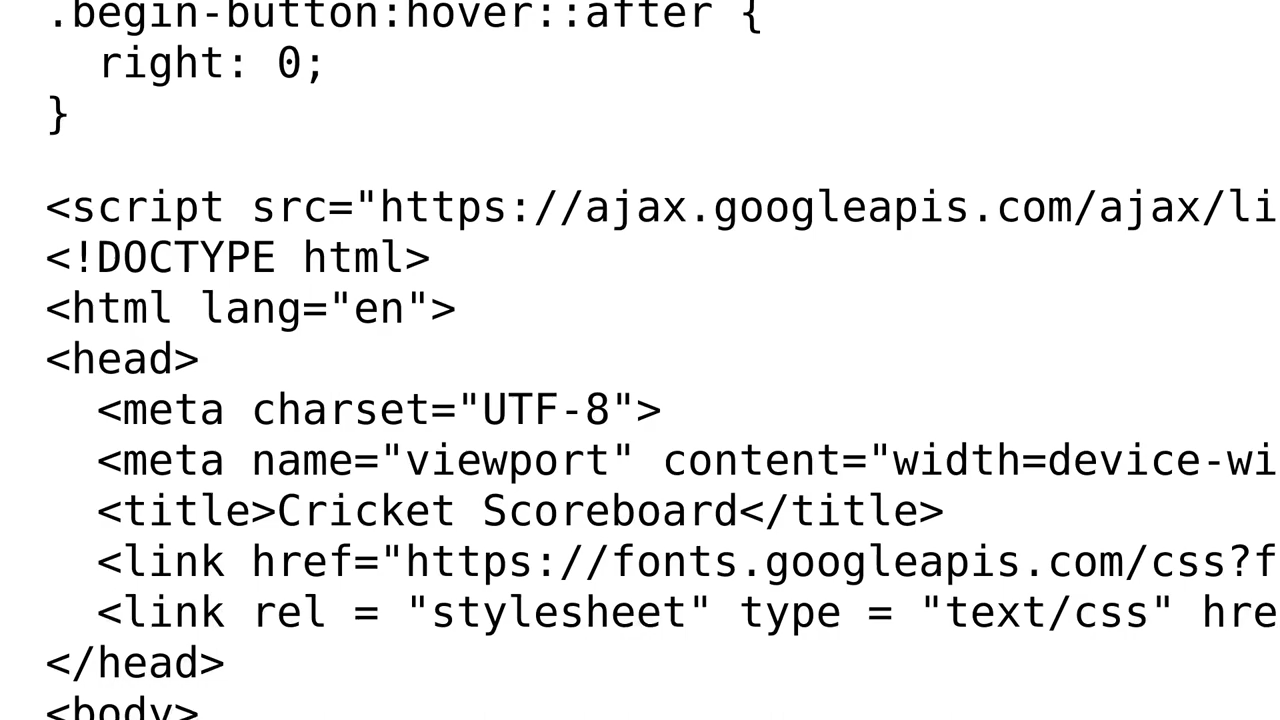 .begin-button:hover::after {
  right: 0;
}

<script src="https://ajax.googleapis.com/ajax/li
<!DOCTYPE html>
<html lang="en">
<head>
  <meta charset="UTF-8">
  <meta name="viewport" content="width=device-wi
  <title>Cricket Scoreboard</title>
  <link href="https://fonts.googleapis.com/css?f
  <link rel = "stylesheet" type = "text/css" hre
</head>
<body>